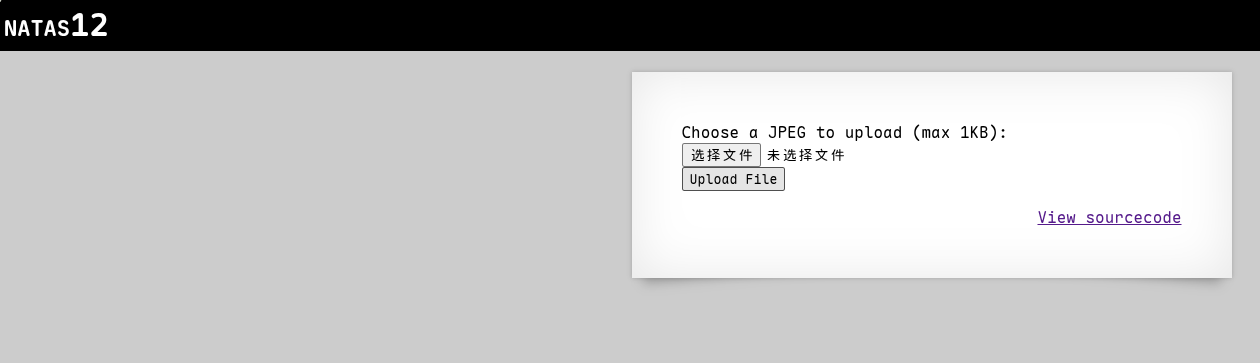 NATAS12
Choose a JPEG to upload (max 1KB):
选择文件 未选择文件
Upload File
View sourcecode